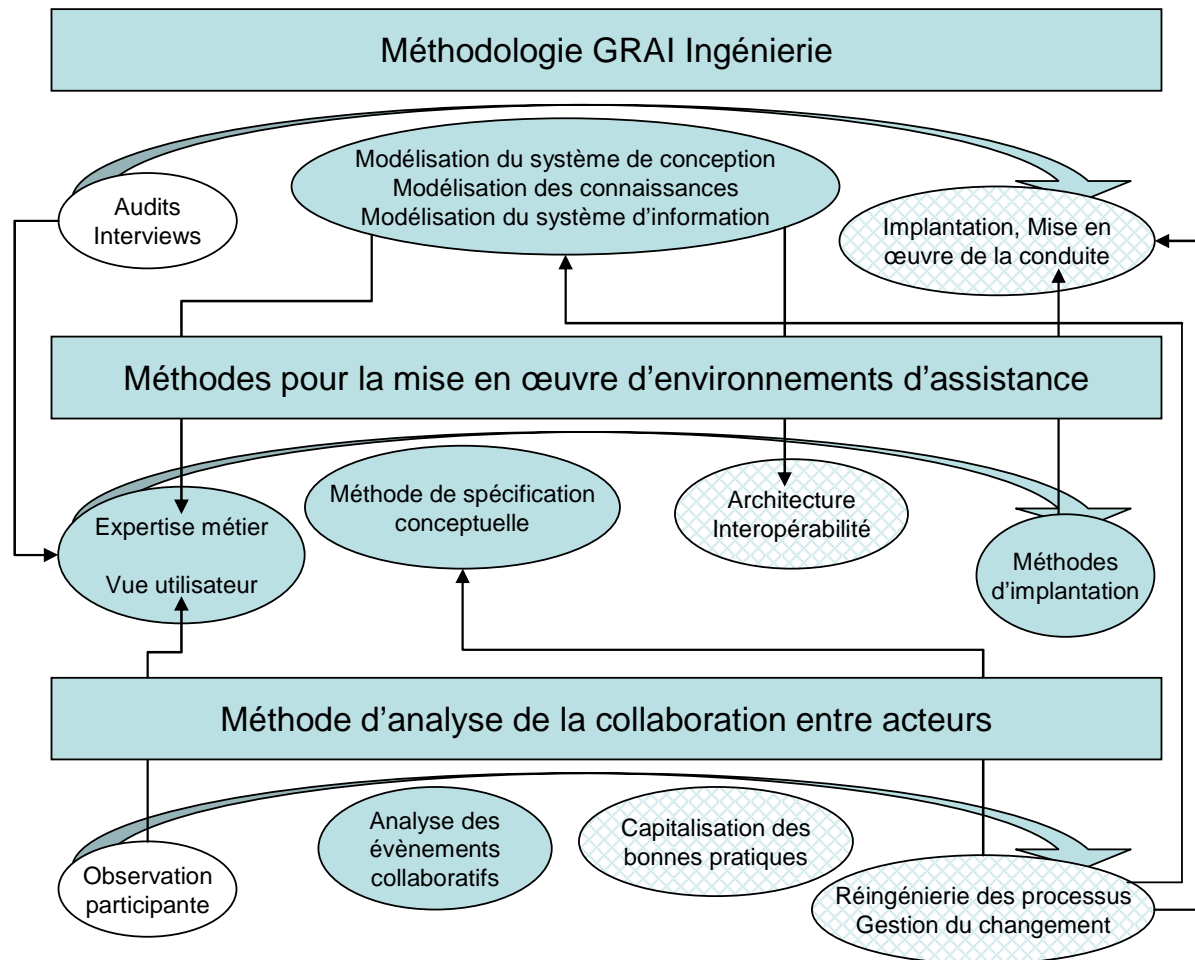 Méthodologie GRAI Ingénierie
Modélisation du système de conception
Modélisation des connaissances
Modélisation du système d'information
Audits
Interviews
Implantation, Mise en
œuvre de la conduite
Méthodes pour la mise en œuvre d'environnements d'assistance
Expertise métier
Vue utilisateur
Méthode de spécification
conceptuelle
Architecture
Interopérabilité
Méthodes
d'implantation
Méthode d'analyse de la collaboration entre acteurs
Observation
participante
Analyse des
évènements
collaboratifs
Capitalisation des
bonnes pratiques
Réingénierie des processus
Gestion du changement